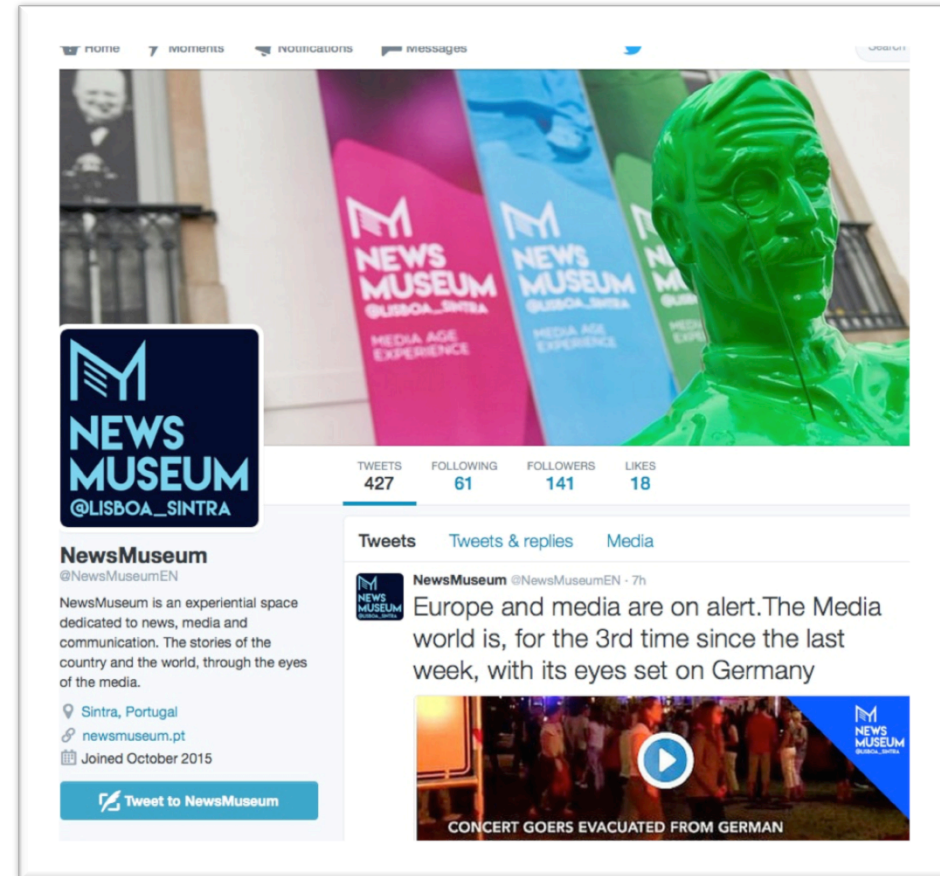 Home Moments Notifications Messages Search
NEWS
MUSEUM
@LISBOA_SINTRA
MEDIA AGE
EXPERIENCE
NEWS
MUSEUM
@LISBOA_SINTRA
MEDIA AGE
EXPERIENCE
NEWS
MUSEUM
@LISBOA_SINTRA
TWEETS FOLLOWING FOLLOWERS LIKES
427 61 141 18
Tweets Tweets & replies Media
NewsMuseum
@NewsMuseumEN
NewsMuseum is an experiential space
dedicated to news, media and
communication. The stories of the
country and the world, through the eyes
of the media.
Sintra, Portugal
newsmuseum.pt
Joined October 2015
Tweet to NewsMuseum
NEWS
MUSEUM
NewsMuseum @NewsMuseumEN · 7h
Europe and media are on alert.The Media
world is, for the 3rd time since the last
week, with its eyes set on Germany
NEWS
MUSEUM
@LISBOA_SINTRA
CONCERT GOERS EVACUATED FROM GERMAN